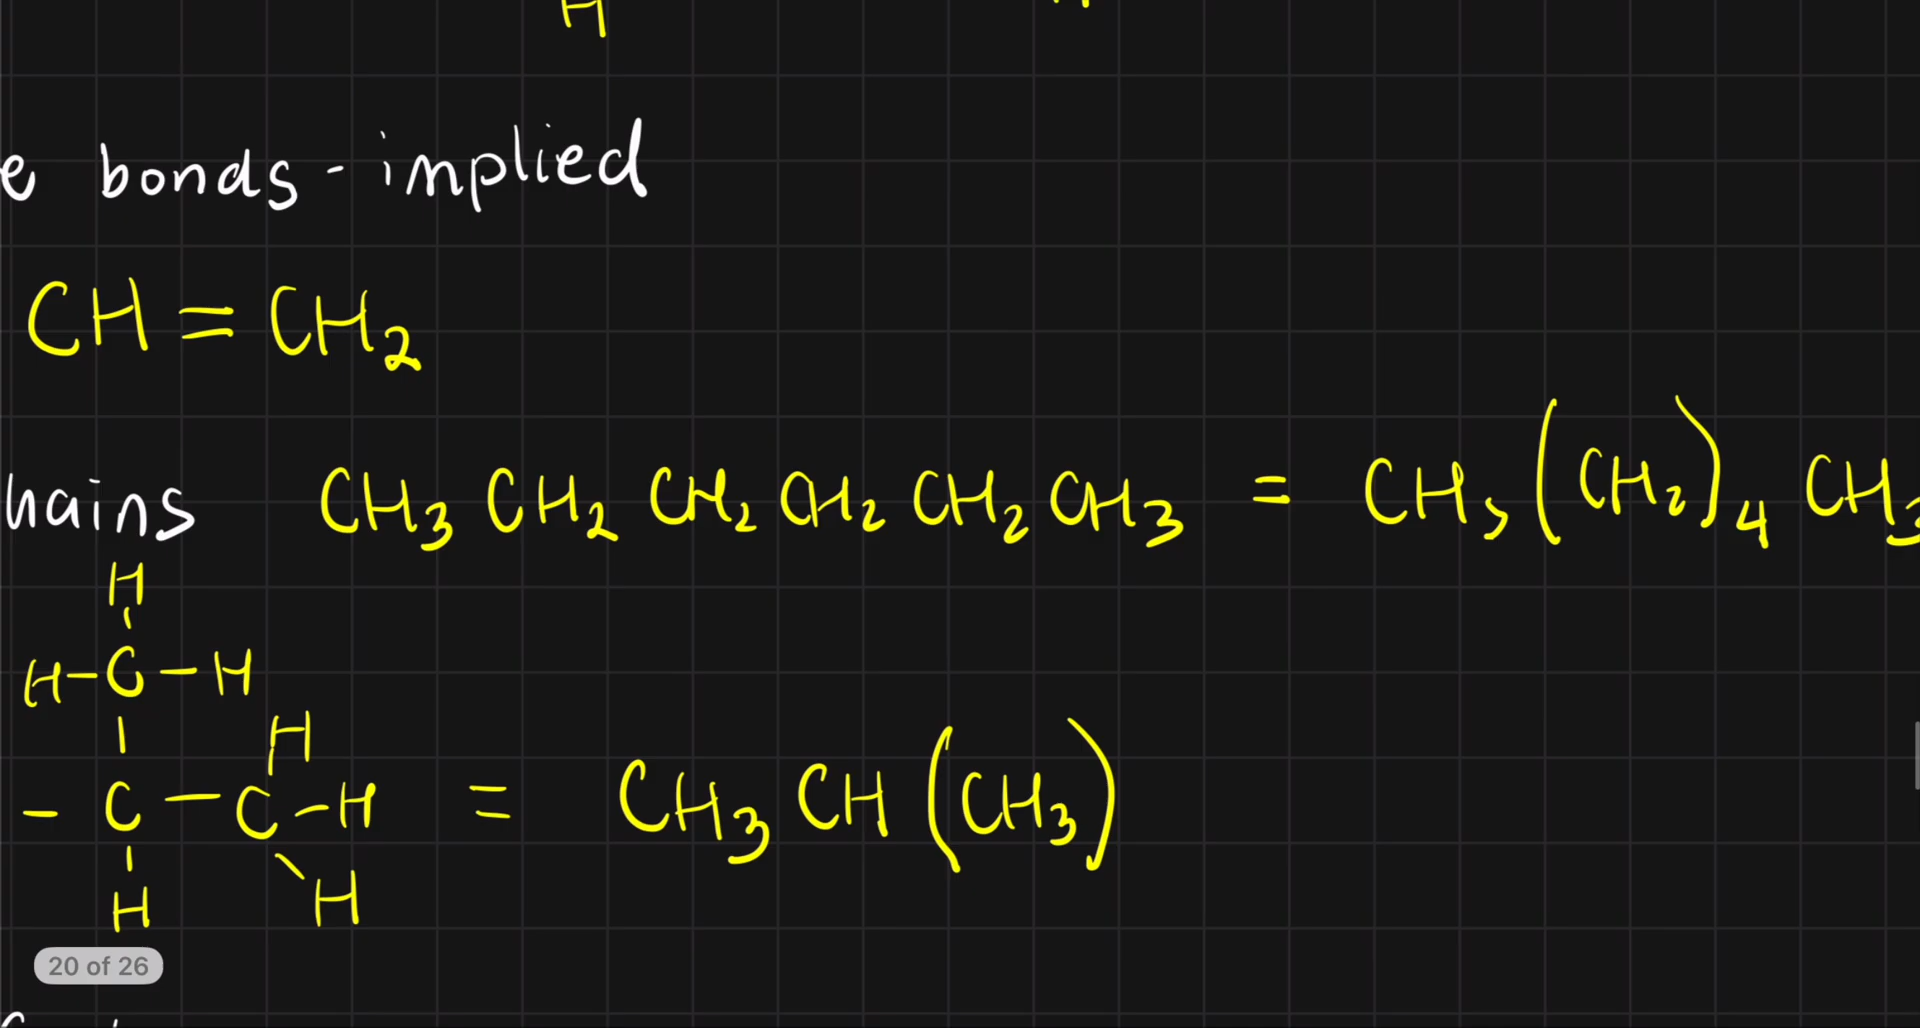 e bonds - implied
CH = CH₂
hains CH₃ CH₂ CH₂ CH₂ CH₂ CH₃ = CH₃ (CH₂)₄ CH₃
H
H - C - H
H
- C - C - H = CH₃ CH (CH₃)
H H
20 of 26